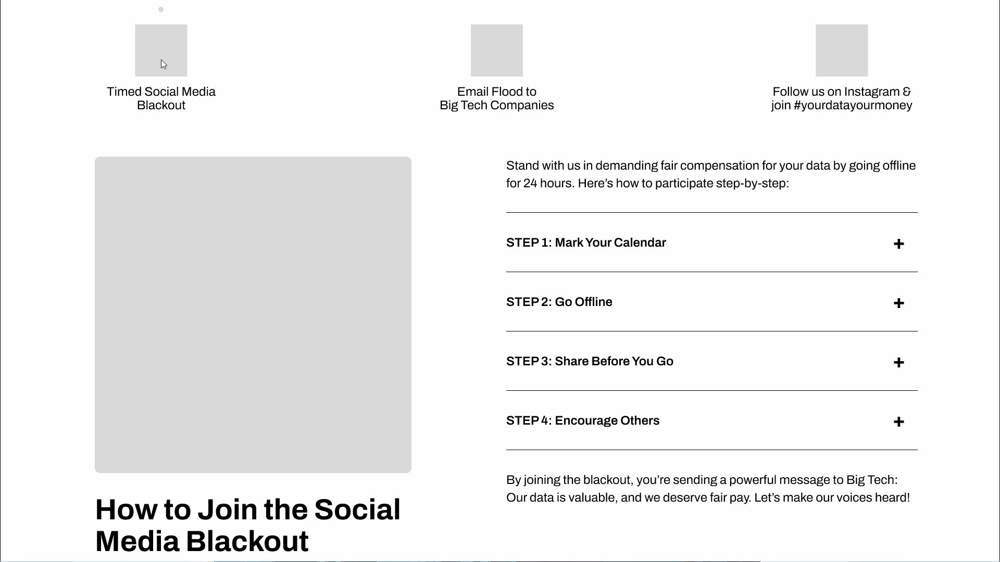 Timed Social Media
Blackout
Email Flood to
Big Tech Companies
Follow us on Instagram &
join #yourdatayourmoney
Stand with us in demanding fair compensation for your data by going offline
for 24 hours. Here’s how to participate step-by-step:
STEP 1: Mark Your Calendar +
STEP 2: Go Offline +
STEP 3: Share Before You Go +
STEP 4: Encourage Others +
By joining the blackout, you’re sending a powerful message to Big Tech:
Our data is valuable, and we deserve fair pay. Let’s make our voices heard!
How to Join the Social
Media Blackout